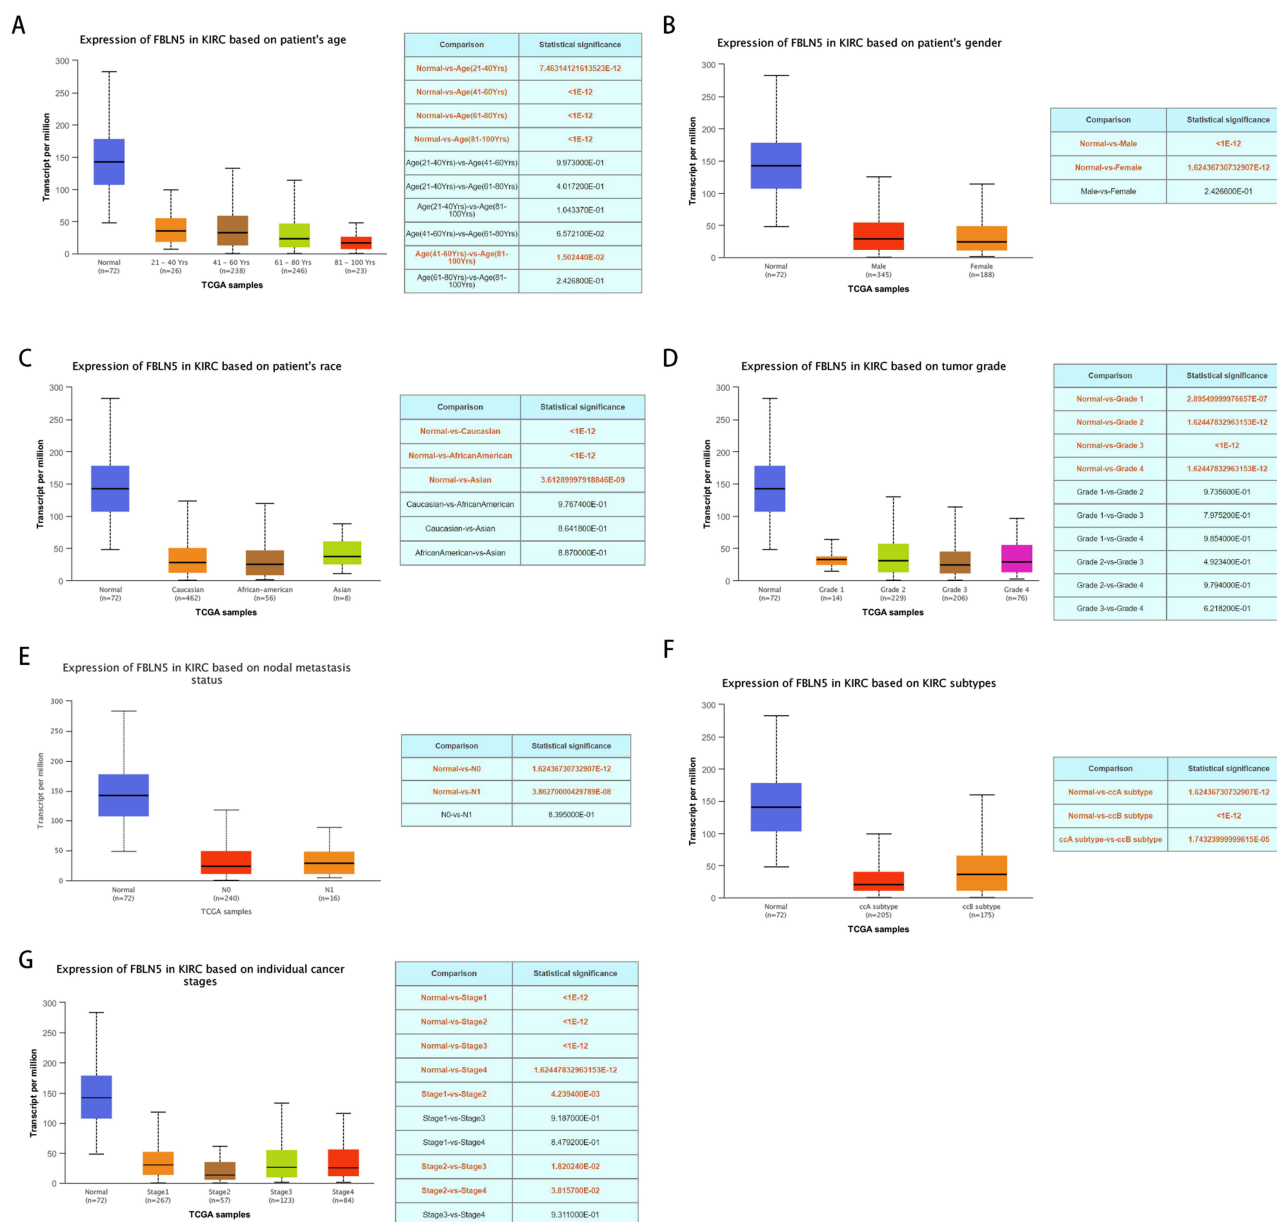 A
Expression of FBLN5 in KIRC based on patient's age
Transcript per million
300
250
200
150
100
50
0
Normal
(n=72)
21 – 40 Yrs
(n=26)
41 – 60 Yrs
(n=238)
61 – 80 Yrs
(n=246)
81 – 100 Yrs
(n=23)
TCGA samples
Comparison Statistical significance
Normal-vs-Age(21-40Yrs) 7.46314121613523E-12
Normal-vs-Age(41-60Yrs) <1E-12
Normal-vs-Age(61-80Yrs) <1E-12
Normal-vs-Age(81-100Yrs) <1E-12
Age(21-40Yrs)-vs-Age(41-60Yrs) 9.973000E-01
Age(21-40Yrs)-vs-Age(61-80Yrs) 4.017200E-01
Age(21-40Yrs)-vs-Age(81-
100Yrs) 1.043370E-01
Age(41-60Yrs)-vs-Age(61-80Yrs) 6.572100E-02
Age(41-60Yrs)-vs-Age(81-
100Yrs) 1.502440E-02
Age(61-80Yrs)-vs-Age(81-
100Yrs) 2.426800E-01
B
Expression of FBLN5 in KIRC based on patient's gender
Transcript per million
300
250
200
150
100
50
0
Normal
(n=72)
Male
(n=345)
Female
(n=188)
TCGA samples
Comparison Statistical significance
Normal-vs-Male <1E-12
Normal-vs-Female 1.62436730732907E-12
Male-vs-Female 2.426600E-01
C
Expression of FBLN5 in KIRC based on patient's race
Transcript per million
300
250
200
150
100
50
0
Normal
(n=72)
Caucasian
(n=462)
African-american
(n=56)
Asian
(n=8)
TCGA samples
Comparison Statistical significance
Normal-vs-Caucasian <1E-12
Normal-vs-AfricanAmerican <1E-12
Normal-vs-Asian 3.61289997918846E-09
Caucasian-vs-AfricanAmerican 9.767400E-01
Caucasian-vs-Asian 8.641800E-01
AfricanAmerican-vs-Asian 8.870000E-01
D
Expression of FBLN5 in KIRC based on tumor grade
Transcript per million
300
250
200
150
100
50
0
Normal
(n=72)
Grade 1
(n=14)
Grade 2
(n=229)
Grade 3
(n=206)
Grade 4
(n=76)
TCGA samples
Comparison Statistical significance
Normal-vs-Grade 1 2.89549999976657E-07
Normal-vs-Grade 2 1.62447832963153E-12
Normal-vs-Grade 3 <1E-12
Normal-vs-Grade 4 1.62447832963153E-12
Grade 1-vs-Grade 2 9.735600E-01
Grade 1-vs-Grade 3 7.975200E-01
Grade 1-vs-Grade 4 9.854000E-01
Grade 2-vs-Grade 3 4.923400E-01
Grade 2-vs-Grade 4 9.794000E-01
Grade 3-vs-Grade 4 6.218200E-01
E
Expression of FBLN5 in KIRC based on nodal metastasis
status
Transcript per million
300
250
200
150
100
50
0
Normal
(n=72)
N0
(n=240)
N1
(n=16)
TCGA samples
Comparison Statistical significance
Normal-vs-N0 1.62436730732907E-12
Normal-vs-N1 3.86270000429789E-08
N0-vs-N1 8.395000E-01
F
Expression of FBLN5 in KIRC based on KIRC subtypes
Transcript per million
300
250
200
150
100
50
0
Normal
(n=72)
ccA subtype
(n=205)
ccB subtype
(n=175)
TCGA samples
Comparison Statistical significance
Normal-vs-ccA subtype 1.62436730732907E-12
Normal-vs-ccB subtype <1E-12
ccA subtype-vs-ccB subtype 1.74323999999615E-05
G
Expression of FBLN5 in KIRC based on individual cancer
stages
Transcript per million
300
250
200
150
100
50
0
Normal
(n=72)
Stage1
(n=267)
Stage2
(n=57)
Stage3
(n=123)
Stage4
(n=84)
TCGA samples
Comparison Statistical significance
Normal-vs-Stage1 <1E-12
Normal-vs-Stage2 <1E-12
Normal-vs-Stage3 <1E-12
Normal-vs-Stage4 1.62447832963153E-12
Stage1-vs-Stage2 4.239400E-03
Stage1-vs-Stage3 9.187000E-01
Stage1-vs-Stage4 8.479200E-01
Stage2-vs-Stage3 1.820240E-02
Stage2-vs-Stage4 3.815700E-02
Stage3-vs-Stage4 9.311000E-01